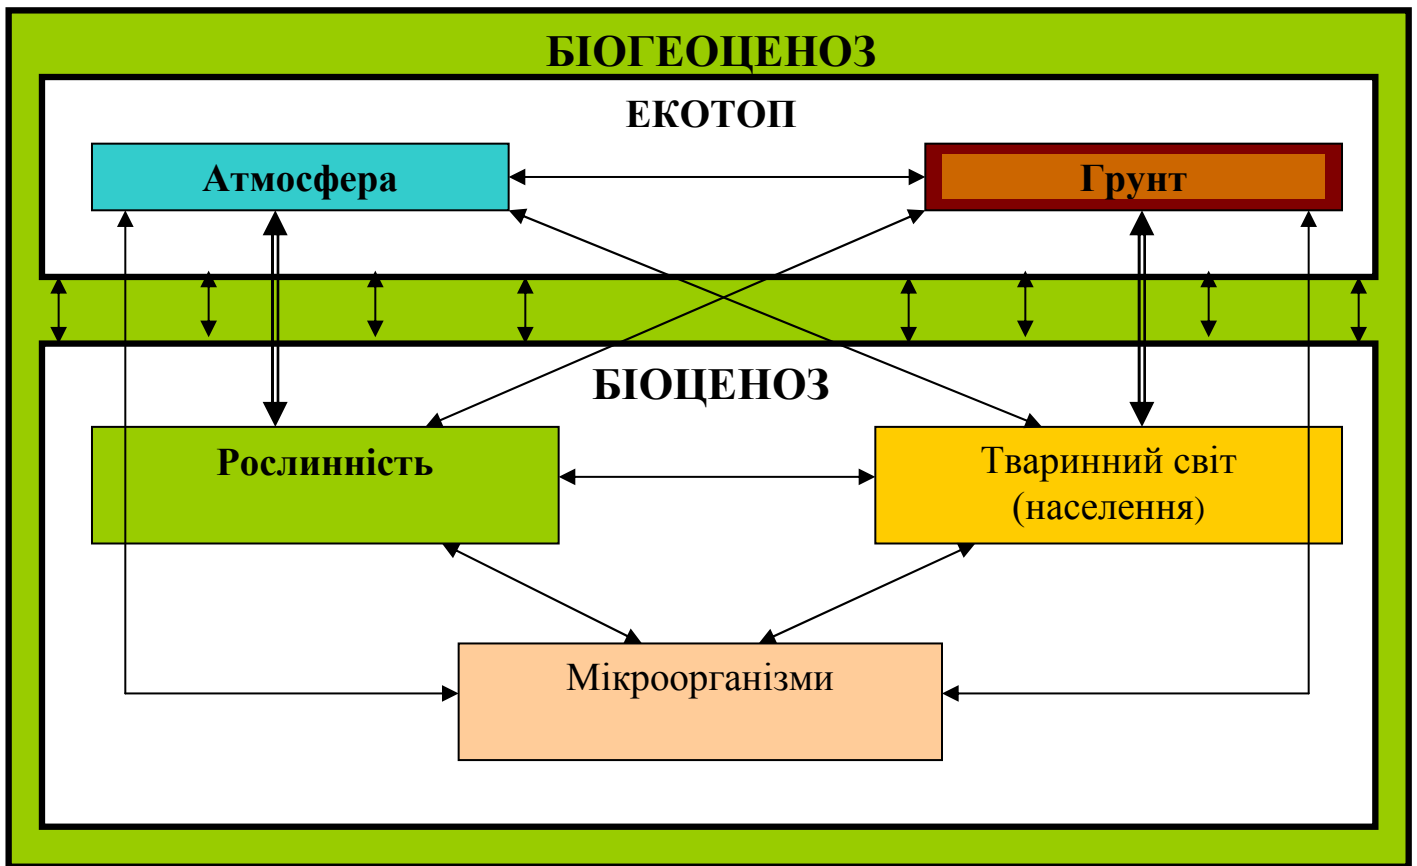 БІОГЕОЦЕНОЗ
ЕКОТОП
Атмосфера
Грунт
БІОЦЕНОЗ
Рослинність
Тваринний світ
(населення)
Мікроорганізми